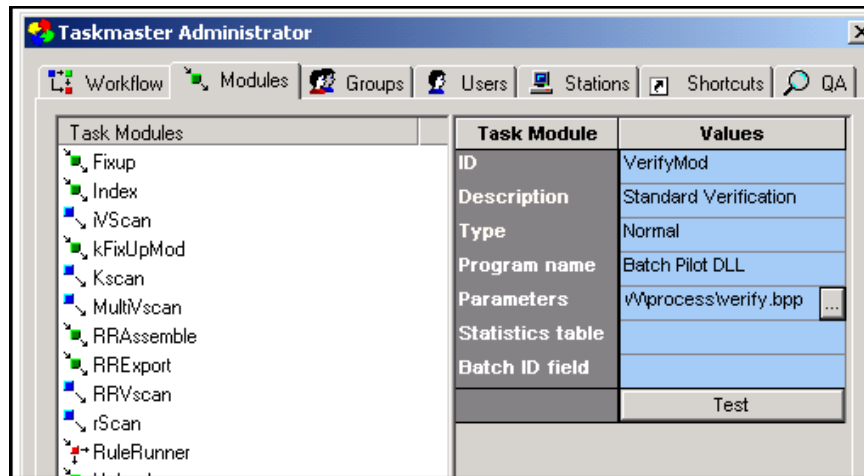 Taskmaster Administrator
Workflow Modules Groups Users Stations Shortcuts QA
Task Modules
Fixup
Index
iVScan
kFixUpMod
Kscan
MultiVscan
RRAssemble
RRExport
RRVscan
rScan
RuleRunner
Task Module Values
ID VerifyMod
Description Standard Verification
Type Normal
Program name Batch Pilot DLL
Parameters \process\verify.bpp ...
Statistics table
Batch ID field
Test